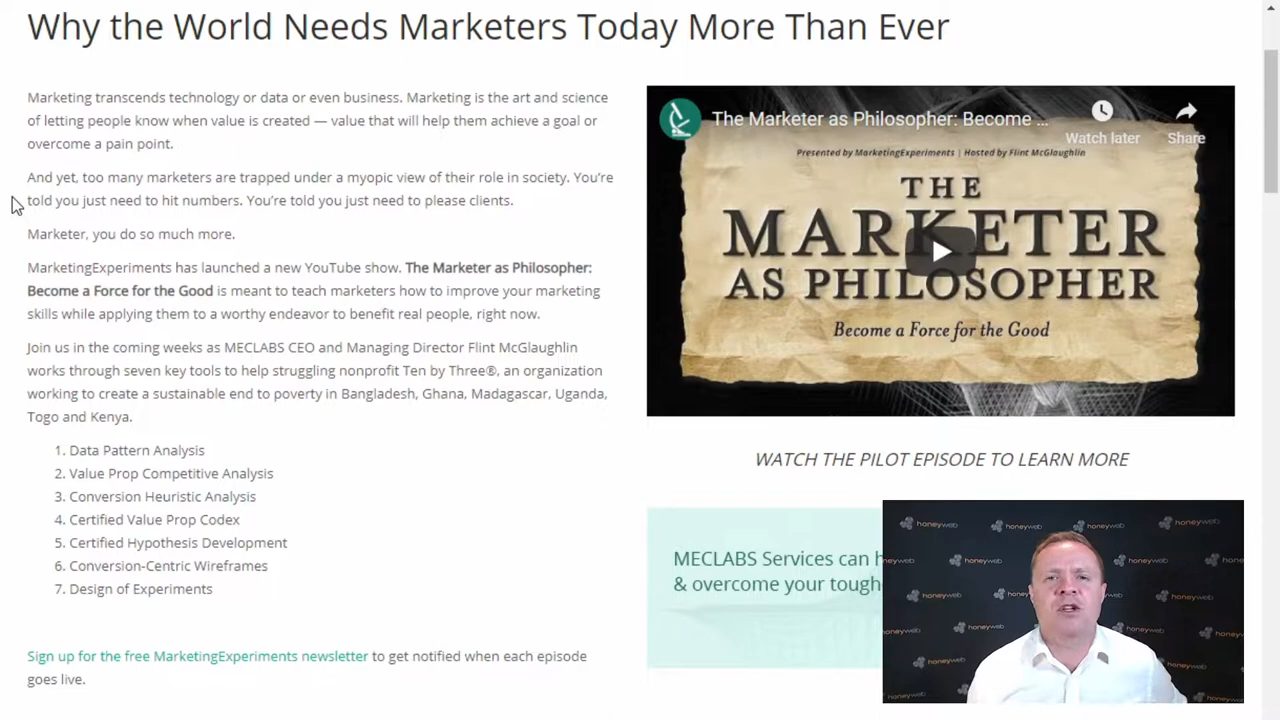 Why the World Needs Marketers Today More Than Ever
Marketing transcends technology or data or even business. Marketing is the art and science
of letting people know when value is created — value that will help them achieve a goal or
overcome a pain point.
And yet, too many marketers are trapped under a myopic view of their role in society. You're
told you just need to hit numbers. You're told you just need to please clients.
Marketer, you do so much more.
MarketingExperiments has launched a new YouTube show. The Marketer as Philosopher:
Become a Force for the Good is meant to teach marketers how to improve your marketing
skills while applying them to a worthy endeavor to benefit real people, right now.
Join us in the coming weeks as MECLABS CEO and Managing Director Flint McGlaughlin
works through seven key tools to help struggling nonprofit Ten by Three®, an organization
working to create a sustainable end to poverty in Bangladesh, Ghana, Madagascar, Uganda,
Togo and Kenya.
1. Data Pattern Analysis
2. Value Prop Competitive Analysis
3. Conversion Heuristic Analysis
4. Certified Value Prop Codex
5. Certified Hypothesis Development
6. Conversion-Centric Wireframes
7. Design of Experiments
Sign up for the free MarketingExperiments newsletter to get notified when each episode
goes live.
The Marketer as Philosopher: Become ...
Watch later
Share
Presented by MarketingExperiments | Hosted by Flint McGlaughlin
THE
MARKETER
AS PHILOSOPHER
Become a Force for the Good
WATCH THE PILOT EPISODE TO LEARN MORE
MECLABS Services can
& overcome your tough
honeyweb
honeyweb
honeyweb
honeyweb
honeyweb
honeyweb
honeyweb
honeyweb
honeyweb
honeyweb
honeyweb
honeyweb